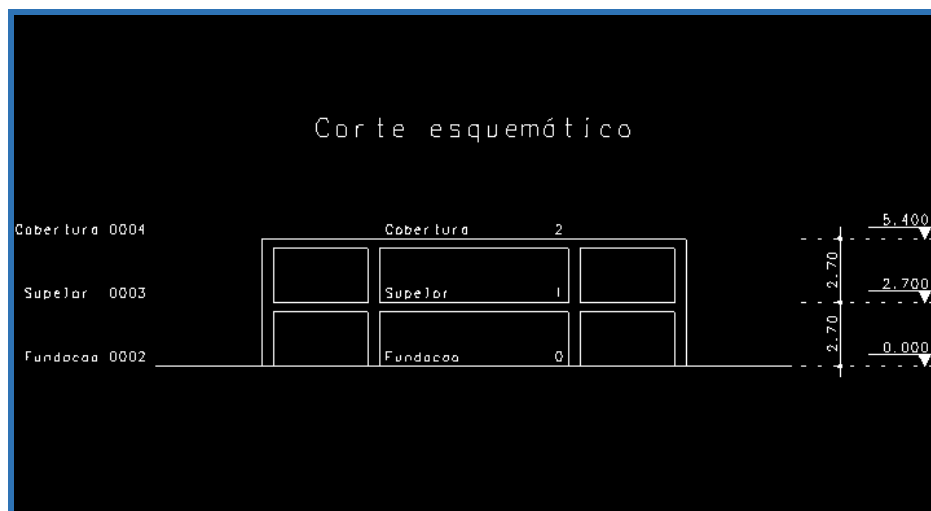 Corte esquemático
Cobertura 0004 Cobertura 2 5.400
2.70
Supelor 0003 Supelor 1 2.700
2.70
Fundacao 0002 Fundacao 0 0.000